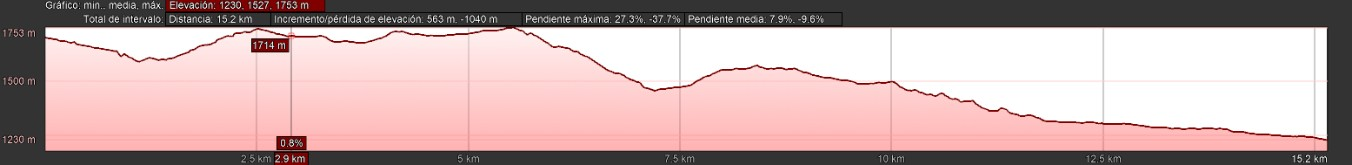 Gráfico: mín., media, máx. Elevación: 1230, 1527, 1753 m
Total de intervalo: Distancia: 15.2 km Incremento/pérdida de elevación: 563 m, -1040 m Pendiente máxima: 27.3%, -37.7% Pendiente media: 7.9%, -9.6%
1753 m
1714 m
1500 m
1230 m
0.8%
2.5 km 2.9 km 5 km 7.5 km 10 km 12.5 km 15.2 km